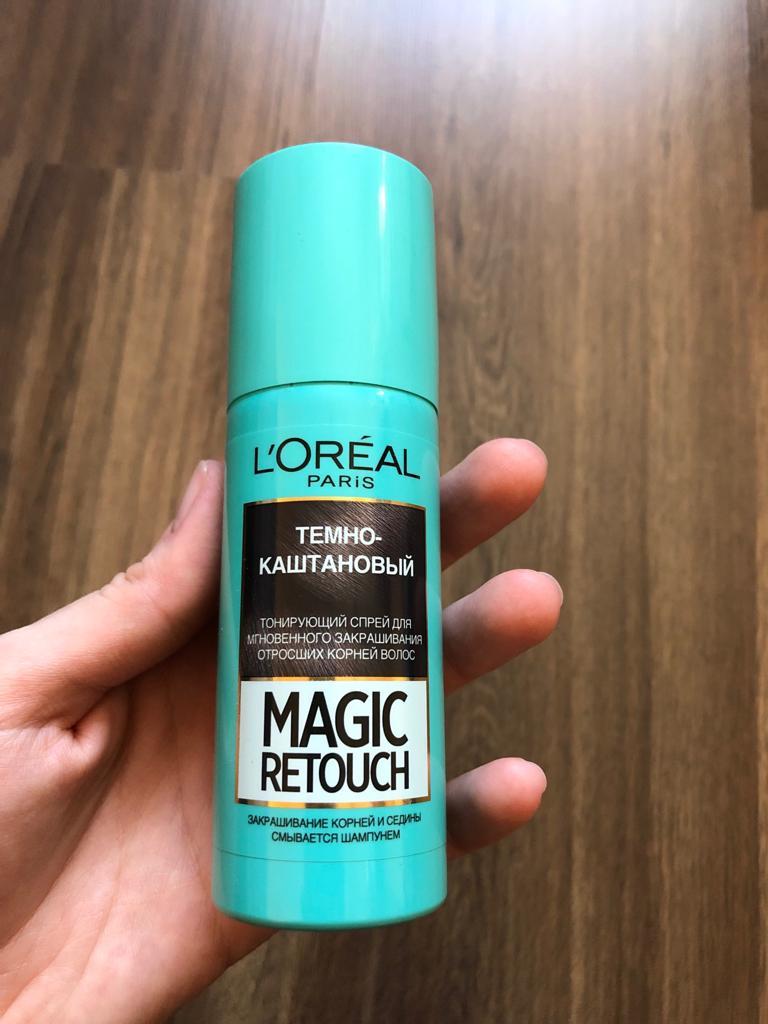 L'ORÉAL
PARiS
ТЕМНО-
КАШТАНОВЫЙ
ТОНИРУЮЩИЙ СПРЕЙ ДЛЯ
МГНОВЕННОГО ЗАКРАШИВАНИЯ
ОТРОСШИХ КОРНЕЙ ВОЛОС
MAGIC
RETOUCH
ЗАКРАШИВАНИЕ КОРНЕЙ И СЕДИНЫ
СМЫВАЕТСЯ ШАМПУНЕМ